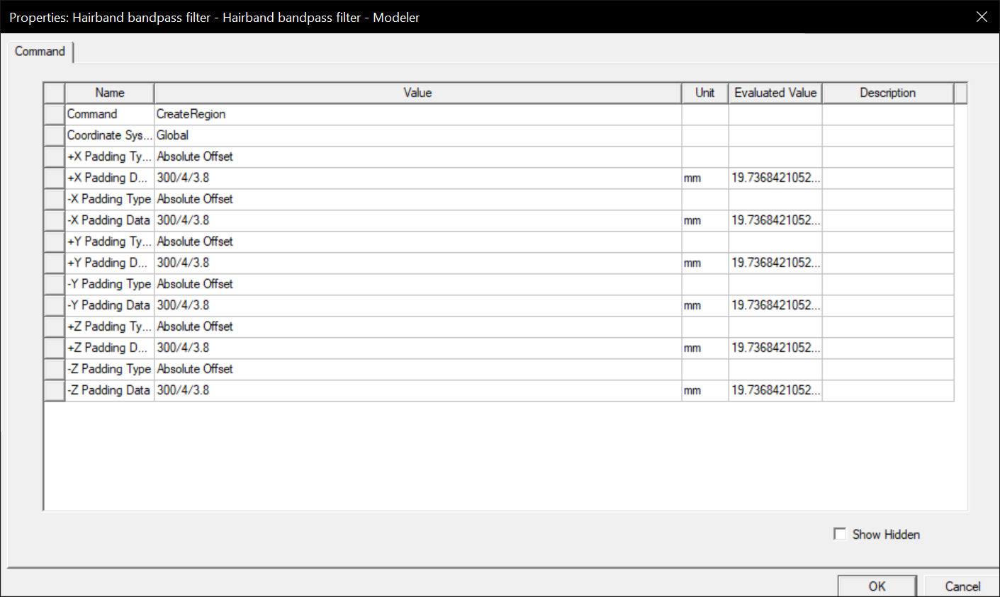 Properties: Hairband bandpass filter - Hairband bandpass filter - Modeler
Command
Name Value Unit Evaluated Value Description
Command CreateRegion
Coordinate Sys... Global
+X Padding Ty... Absolute Offset
+X Padding D... 300/4/3.8 mm 19.7368421052...
-X Padding Type Absolute Offset
-X Padding Data 300/4/3.8 mm 19.7368421052...
+Y Padding Ty... Absolute Offset
+Y Padding D... 300/4/3.8 mm 19.7368421052...
-Y Padding Type Absolute Offset
-Y Padding Data 300/4/3.8 mm 19.7368421052...
+Z Padding Ty... Absolute Offset
+Z Padding D... 300/4/3.8 mm 19.7368421052...
-Z Padding Type Absolute Offset
-Z Padding Data 300/4/3.8 mm 19.7368421052...
Show Hidden
OK Cancel